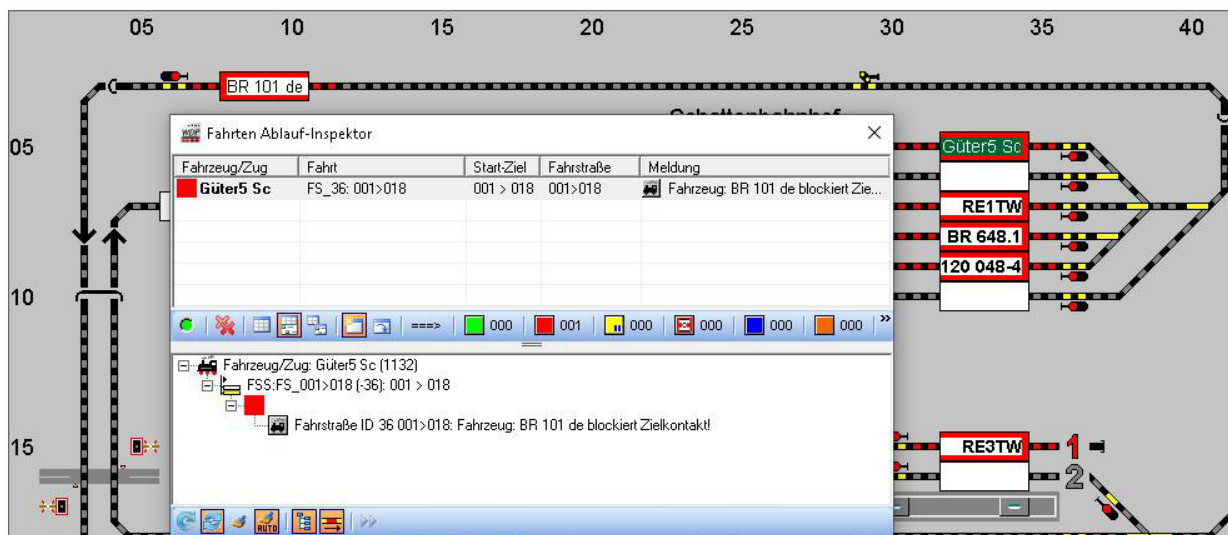 05 10 15 20 25 30 35 40
BR 101 de
Fahrten Ablauf-Inspektor
05
Güter5 Sc
Fahrzeug/Zug Fahrt Start-Ziel Fahrstraße Meldung
Güter5 Sc FS_36: 001>018 001 > 018 001>018 Fahrzeug: BR 101 de blockiert Zie...
RE1TW
BR 648.1
120 048-4
10
===> 000 001 000 000 000 000 »
Fahrzeug/Zug: Güter5 Sc (1132)
FSS:FS_001>018 (-36): 001 > 018
Fahrstraße ID 36 001>018: Fahrzeug: BR 101 de blockiert Zielkontakt!
15
RE3TW 1
2
AUTO